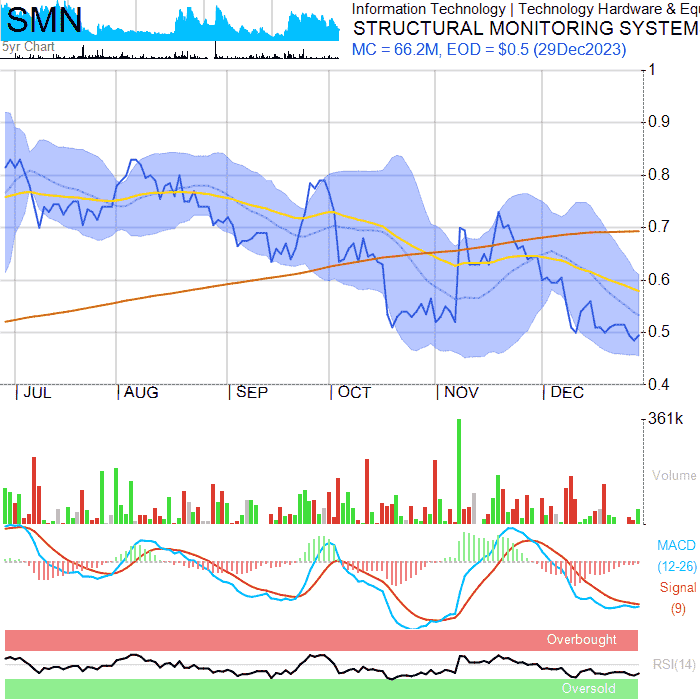 SMN
5yr Chart
Information Technology | Technology Hardware & Equ
STRUCTURAL MONITORING SYSTEM
MC = 66.2M, EOD = $0.5 (29Dec2023)
1
0.9
0.8
0.7
0.6
0.5
0.4
JUL AUG SEP OCT NOV DEC
361k
Volume
MACD
(12-26)
Signal
(9)
Overbought
RSI(14)
Oversold